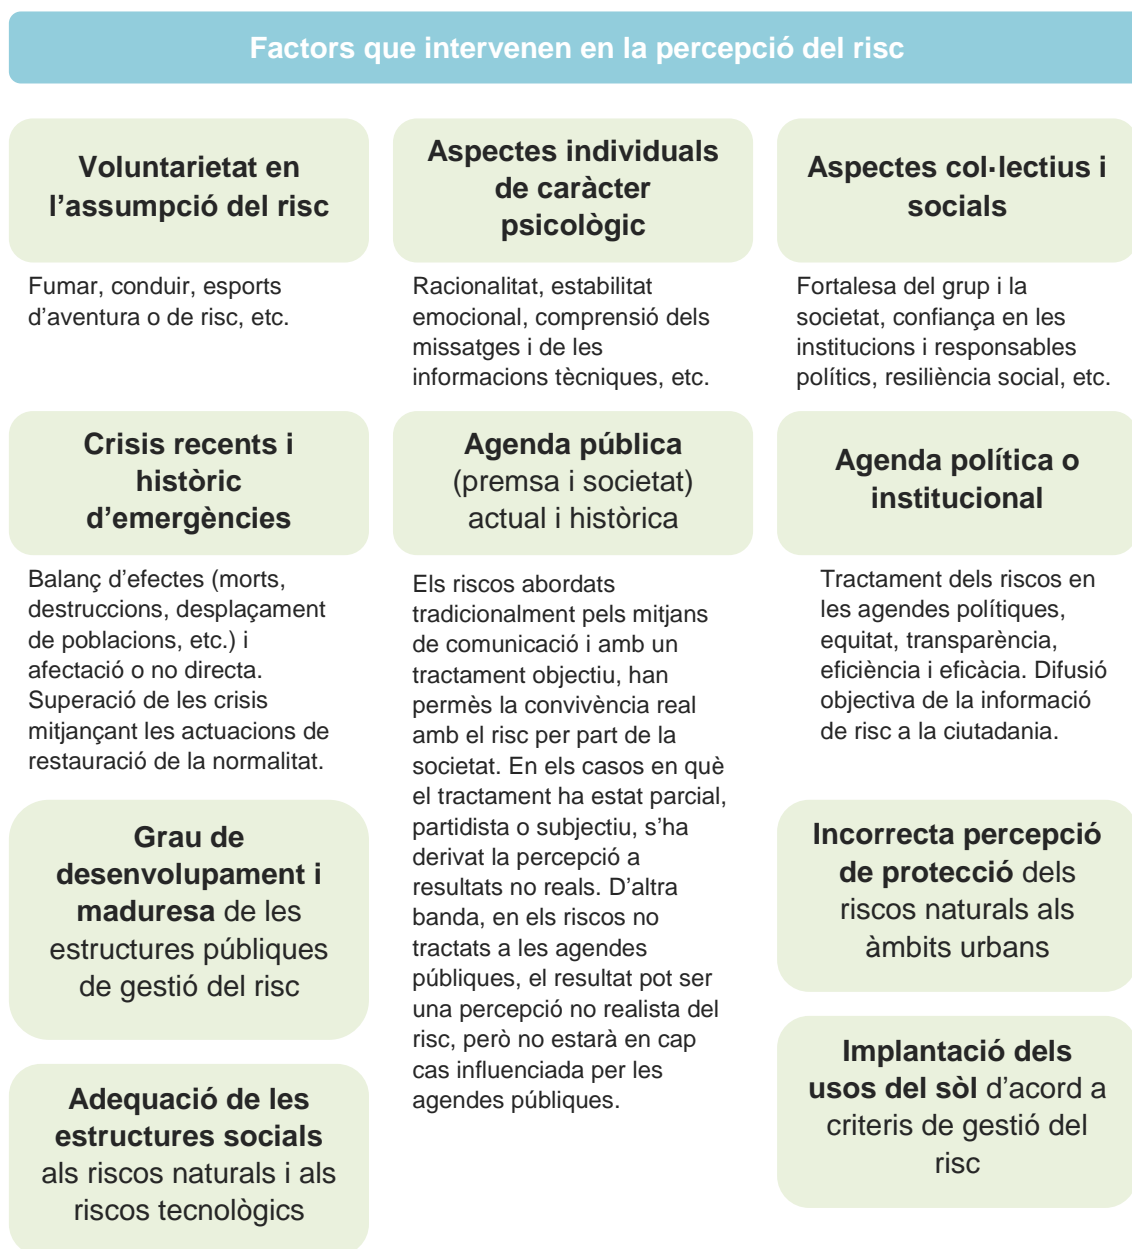 Factors que intervenen en la percepció del risc
Voluntarietat en
l’assumpció del risc
Fumar, conduir, esports
d’aventura o de risc, etc.
Aspectes individuals
de caràcter
psicològic
Racionalitat, estabilitat
emocional, comprensió dels
missatges i de les
informacions tècniques, etc.
Aspectes col·lectius i
socials
Fortalesa del grup i la
societat, confiança en les
institucions i responsables
polítics, resiliència social, etc.
Crisis recents i
històric
d’emergències
Balanç d’efectes (morts,
destruccions, desplaçament
de poblacions, etc.) i
afectació o no directa.
Superació de les crisis
mitjançant les actuacions de
restauració de la normalitat.
Agenda pública
(premsa i societat)
actual i històrica
Els riscos abordats
tradicionalment pels mitjans
de comunicació i amb un
tractament objectiu, han
permès la convivència real
amb el risc per part de la
societat. En els casos en què
el tractament ha estat parcial,
partidista o subjectiu, s’ha
derivat la percepció a
resultats no reals. D’altra
banda, en els riscos no
tractats a les agendes
públiques, el resultat pot ser
una percepció no realista del
risc, però no estarà en cap
cas influenciada per les
agendes públiques.
Agenda política o
institucional
Tractament dels riscos en
les agendes polítiques,
equitat, transparència,
eficiència i eficàcia. Difusió
objectiva de la informació
de risc a la ciutadania.
Grau de
desenvolupament i
maduresa de les
estructures públiques
de gestió del risc
Incorrecta percepció
de protecció dels
riscos naturals als
àmbits urbans
Adequació de les
estructures socials
als riscos naturals i als
riscos tecnològics
Implantació dels
usos del sòl d’acord a
criteris de gestió del
risc